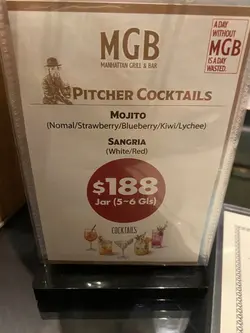 MGB
MANHATTAN GRILL & BAR
A DAY
WITHOUT
MGB
IS A DAY
WASTED.
PITCHER COCKTAILS
MOJITO
(Nomal/Strawberry/Blueberry/Kiwi/Lychee)
SANGRIA
(White/Red)
$188
Jar (5-6 Gls)
COCKTAILS